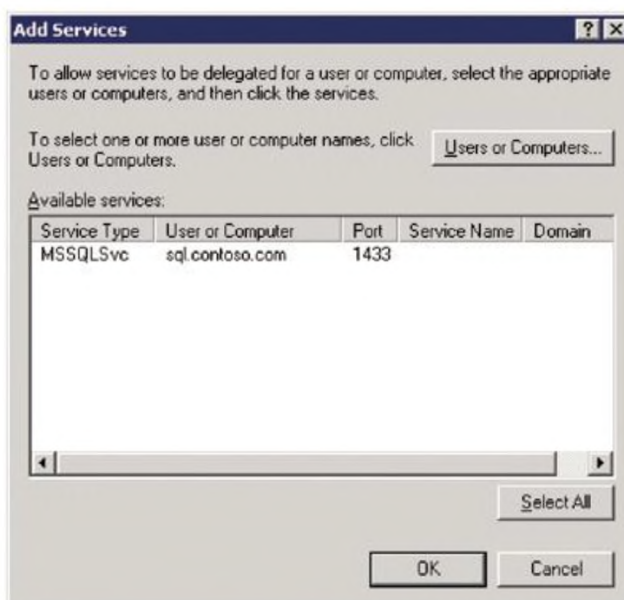 Add Services
To allow services to be delegated for a user or computer, select the appropriate
users or computers, and then click the services.
To select one or more user or computer names, click
Users or Computers.
Users or Computers...
Available services:
Service Type User or Computer Port Service Name Domain
MSSQLSvc sql.contoso.com 1433
Select All
OK Cancel